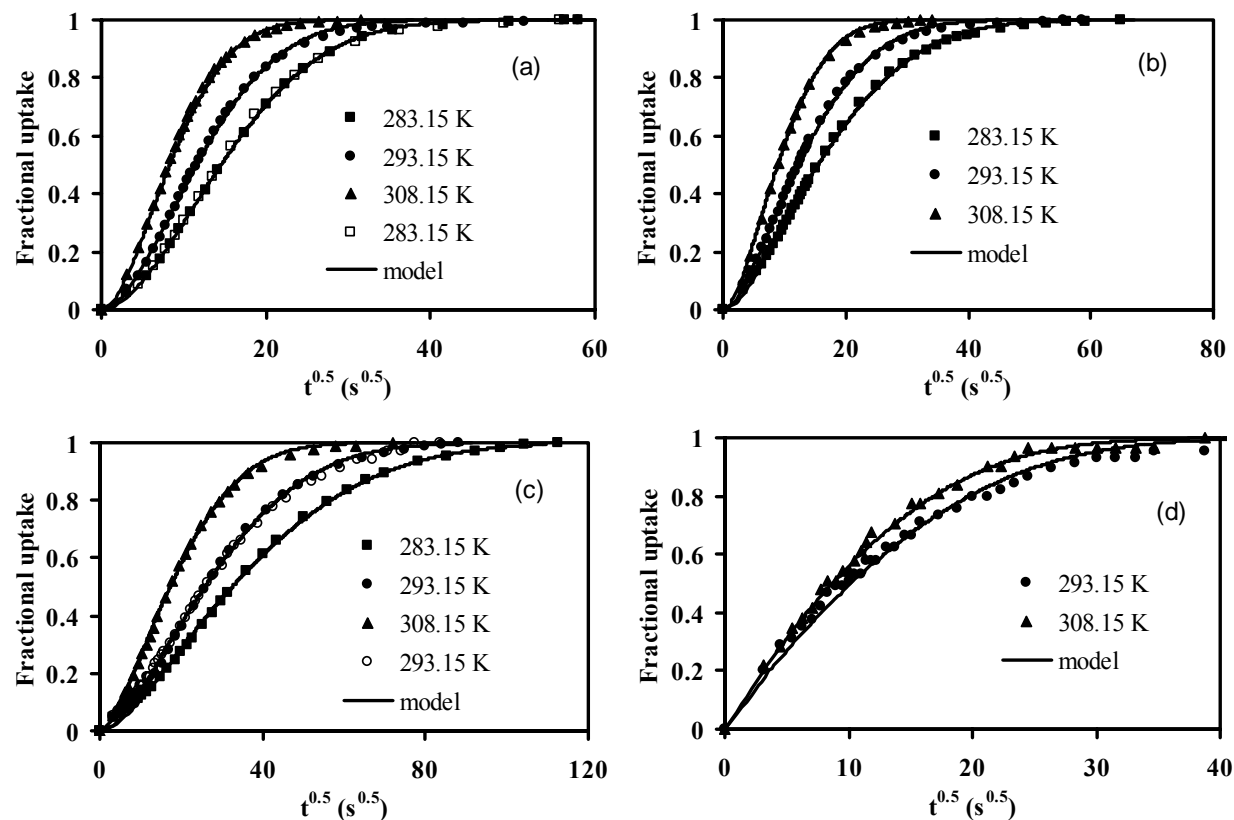 1
0.8
0.6
0.4
0.2
0
Fractional uptake
(a)
283.15 K
293.15 K
308.15 K
283.15 K
model
0 20 40 60
t^0.5 (s^0.5)
1
0.8
0.6
0.4
0.2
0
Fractional uptake
(b)
283.15 K
293.15 K
308.15 K
model
0 20 40 60 80
t^0.5 (s^0.5)
1
0.8
0.6
0.4
0.2
0
Fractional uptake
(c)
283.15 K
293.15 K
308.15 K
293.15 K
model
0 40 80 120
t^0.5 (s^0.5)
1
0.8
0.6
0.4
0.2
0
Fractional uptake
(d)
293.15 K
308.15 K
model
0 10 20 30 40
t^0.5 (s^0.5)